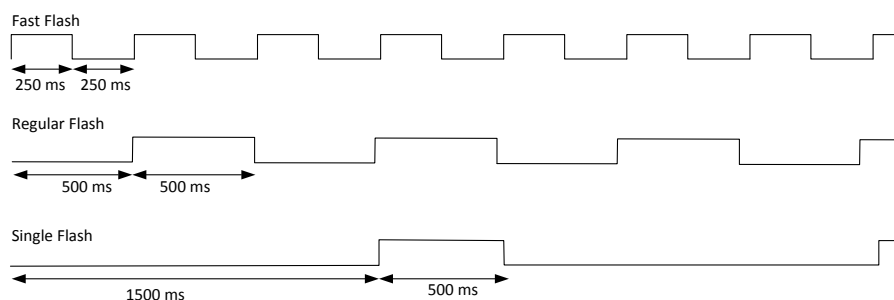 Fast Flash
250 ms 250 ms
Regular Flash
500 ms 500 ms
Single Flash
1500 ms 500 ms